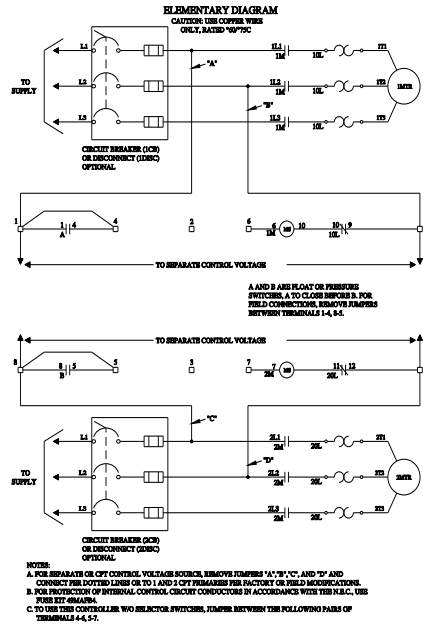 ELEMENTARY DIAGRAM
CAUTION: USE COPPER WIRE
ONLY, RATED °60/°75C
L1
1L1
1M
10L
1T1
"A"
TO
SUPPLY
L2
1L2
1M
10L
1T2
1MTR
"B"
L3
1L3
1M
10L
1T3
CIRCUIT BREAKER (1CB)
OR DISCONNECT (1DISC)
OPTIONAL
1
1 4
A
4
2
6
6
1M
10
10 9
10L
TO SEPARATE CONTROL VOLTAGE
A AND B ARE FLOAT OR PRESSURE
SWITCHES, A TO CLOSE BEFORE B. FOR
FIELD CONNECTIONS, REMOVE JUMPERS
BETWEEN TERMINALS 1-4, 8-5.
TO SEPARATE CONTROL VOLTAGE
8
8 5
B
5
3
7
7
2M
11 12
20L
"C"
L1
2L1
2M
20L
2T1
"D"
TO
SUPPLY
L2
2L2
2M
20L
2T2
2MTR
L3
2L3
2M
20L
2T3
CIRCUIT BREAKER (2CB)
OR DISCONNECT (2DISC)
OPTIONAL
NOTES:
A. FOR SEPARATE OR CPT CONTROL VOLTAGE SOURCE, REMOVE JUMPERS "A","B","C", AND "D" AND
CONNECT PER DOTTED LINES OR TO 1 AND 2 CPT PRIMARIES PER FACTORY OR FIELD MODIFICATIONS.
B. FOR PROTECTION OF INTERNAL CONTROL CIRCUIT CONDUCTORS IN ACCORDANCE WITH THE N.E.C., USE
FUSE KIT 49MAFB4.
C. TO USE THIS CONTROLLER W/O SELECTOR SWITCHES, JUMPER BETWEEN THE FOLLOWING PAIRS OF
TERMINALS 4-6, 5-7.